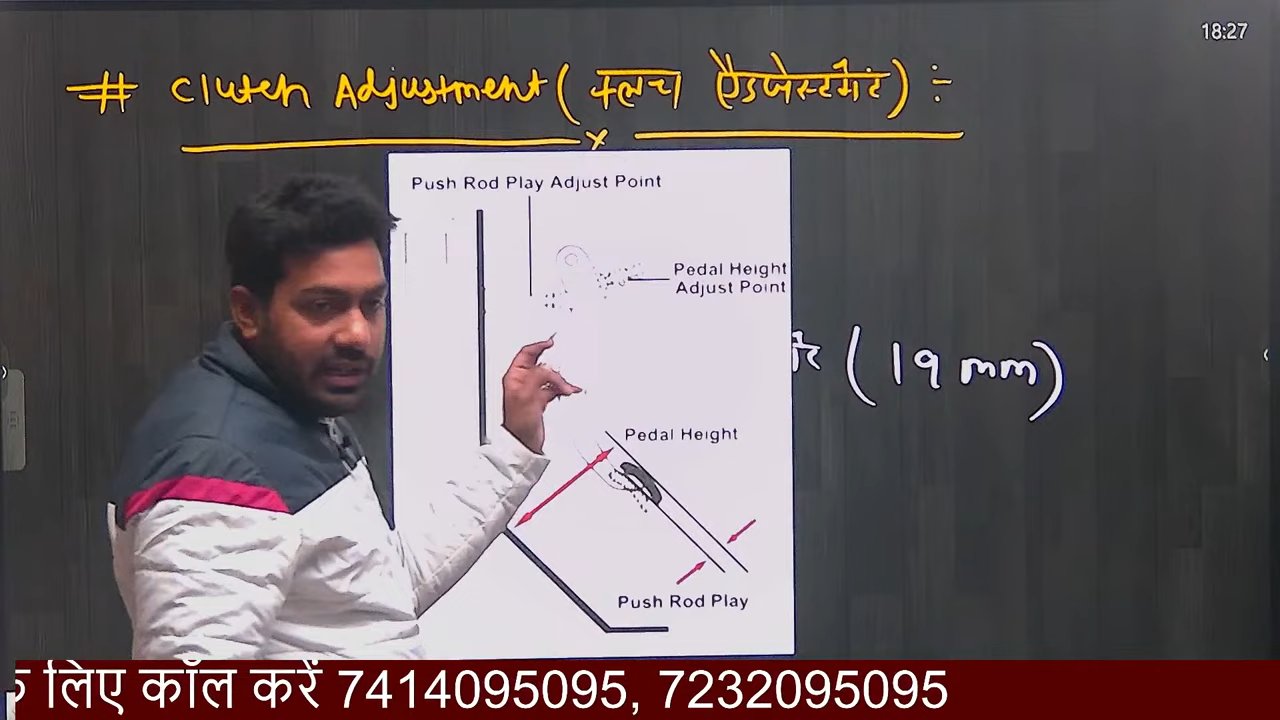 18:27
# Clutch Adjustment (क्लच ऐडजेस्टमेंट) :-
Push Rod Play Adjust Point
Pedal Height
Adjust Point
(19 mm)
Pedal Height
Push Rod Play
लिए कॉल करें 7414095095, 7232095095